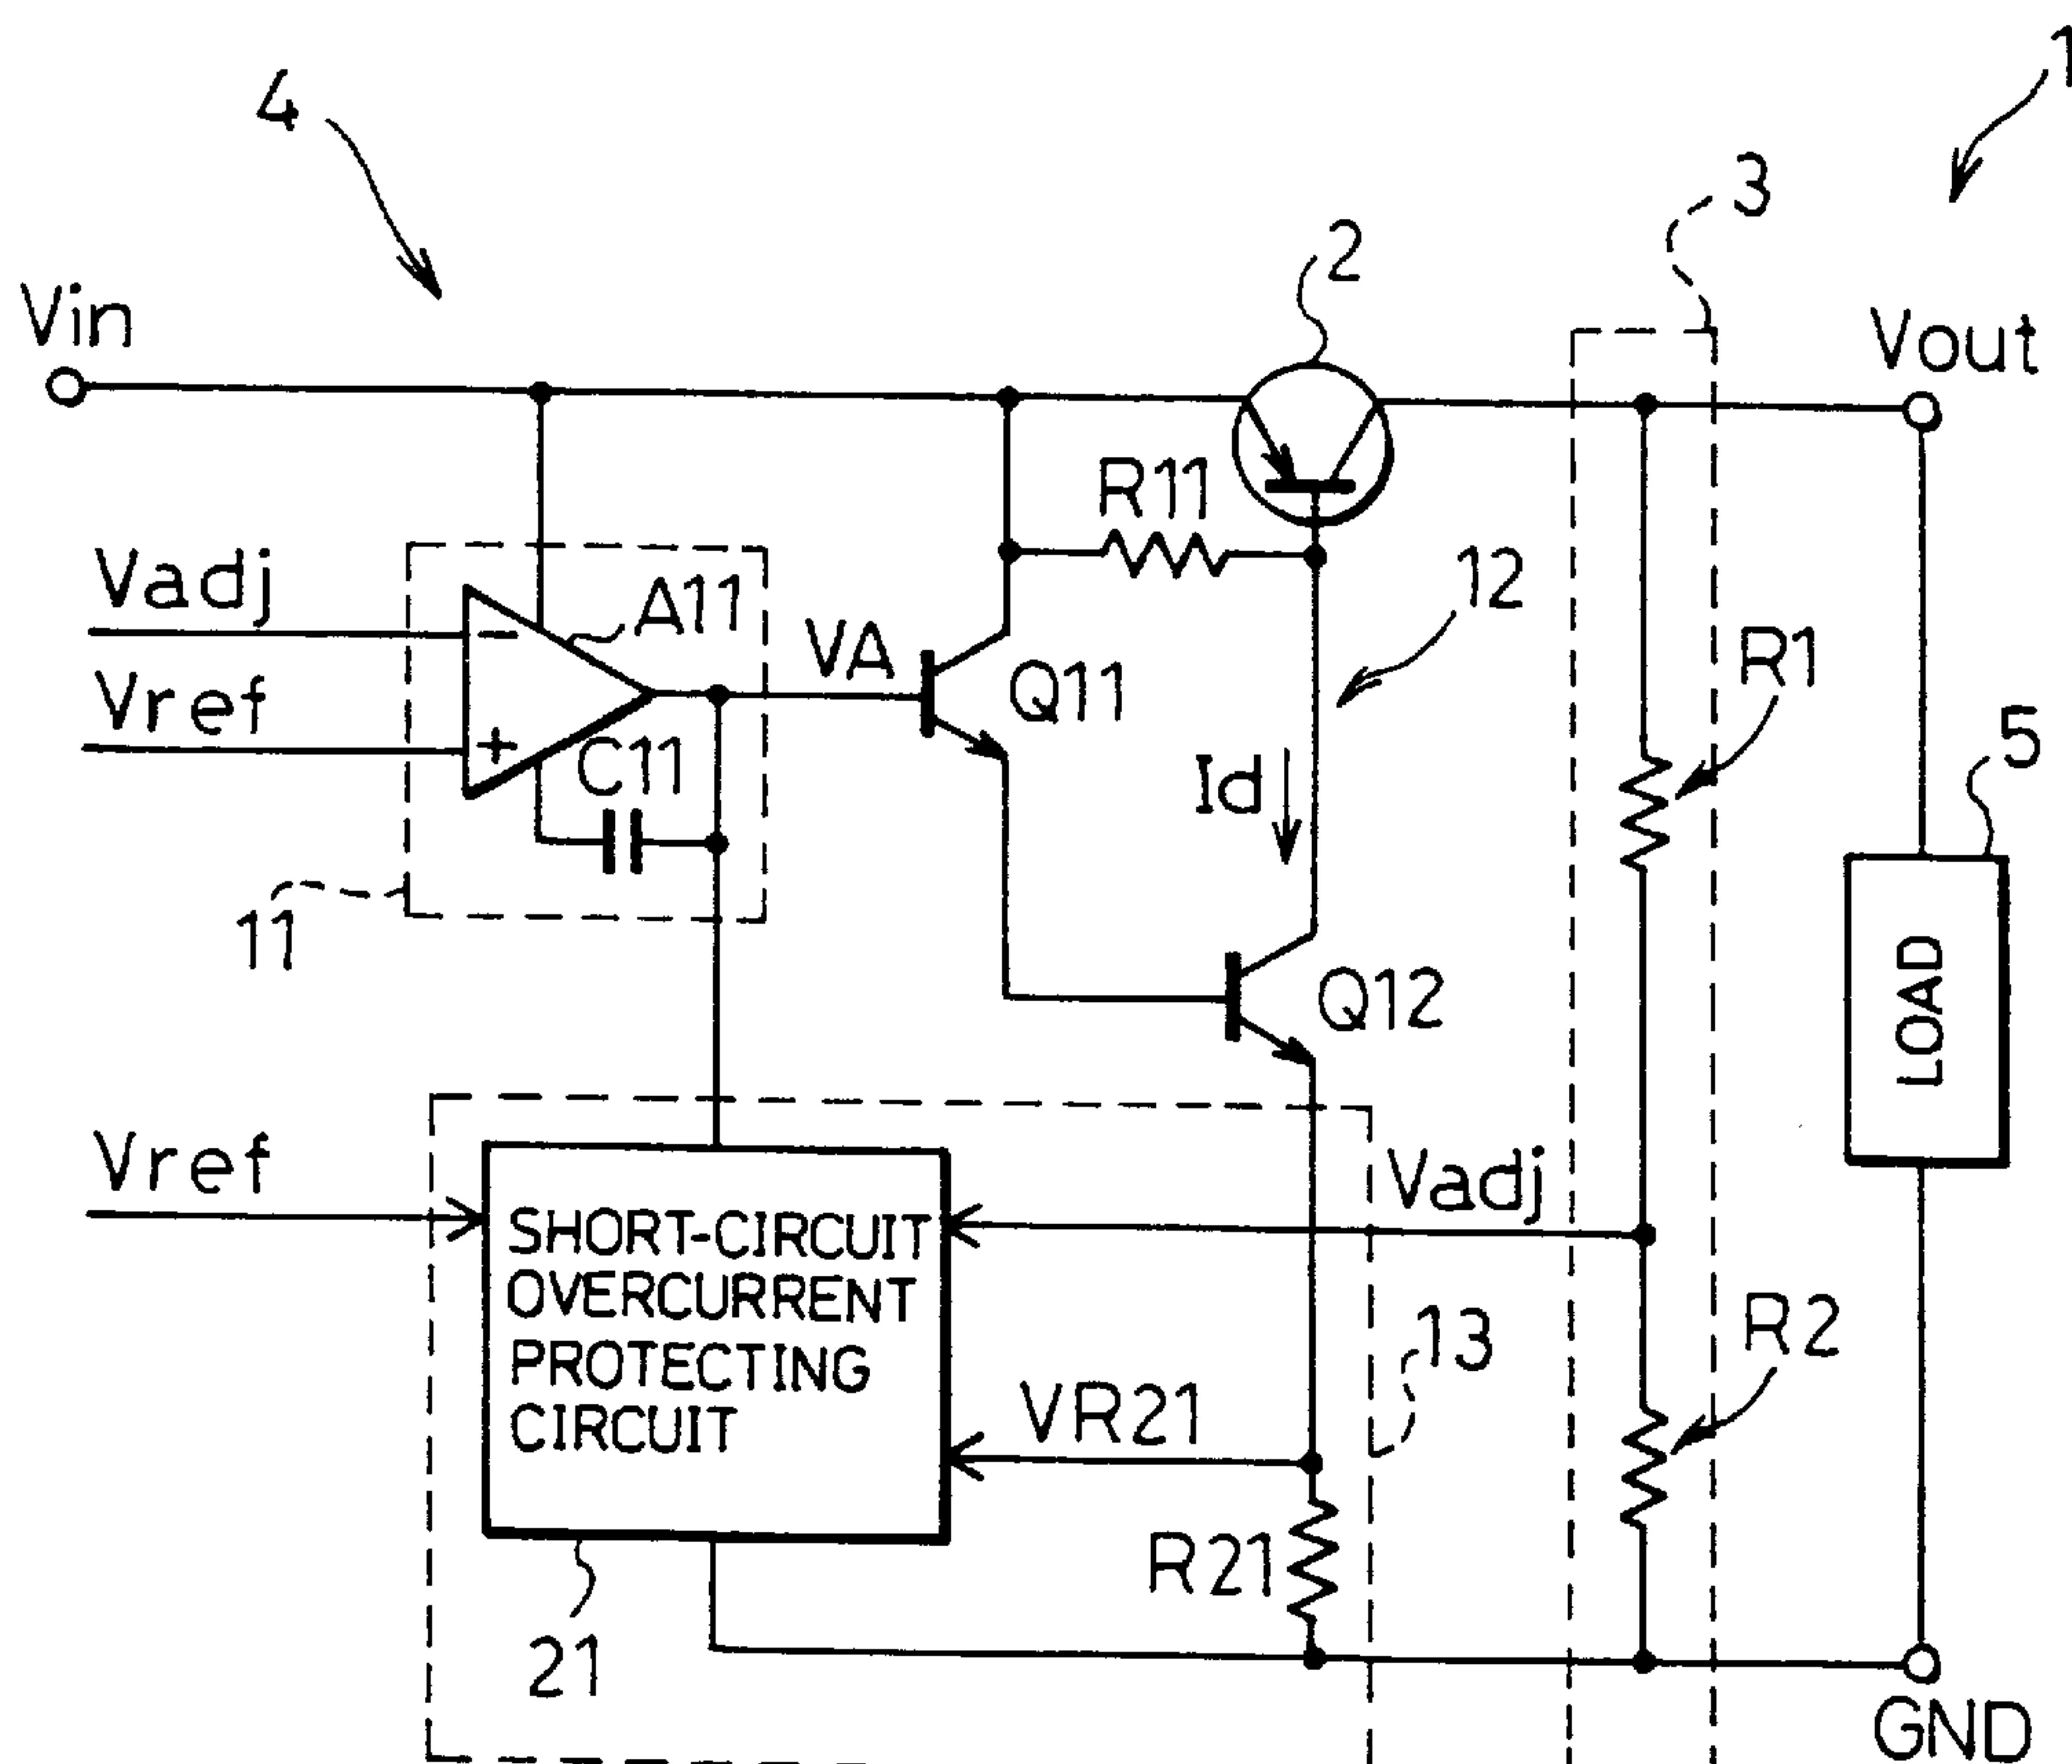 1
4
3
2
Vin
Vout
R11
12
Vadj
A11
VA
R1
Vref
Q11
5
C11
Id
11
LOAD
Q12
Vref
Vadj
SHORT-CIRCUIT
OVERCURRENT
PROTECTING
CIRCUIT
13
R2
VR21
R21
21
GND